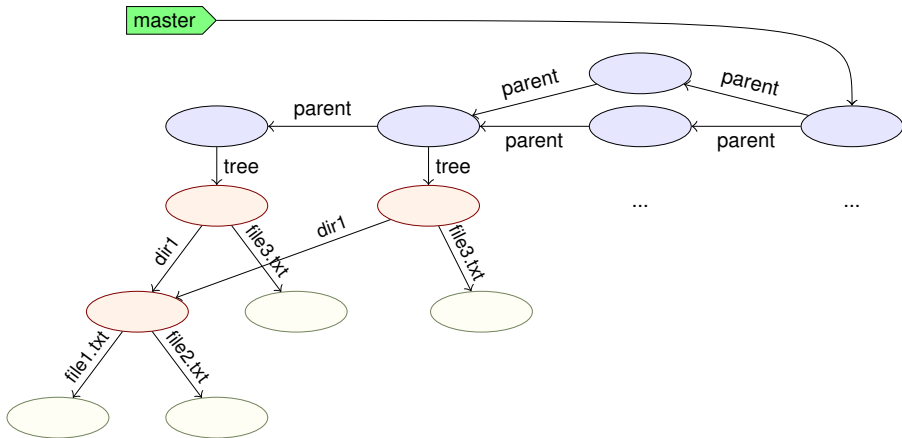 master
parent
parent
parent
parent
parent
tree
tree
...
...
dir1
file3.txt
dir1
file3.txt
file1.txt
file2.txt